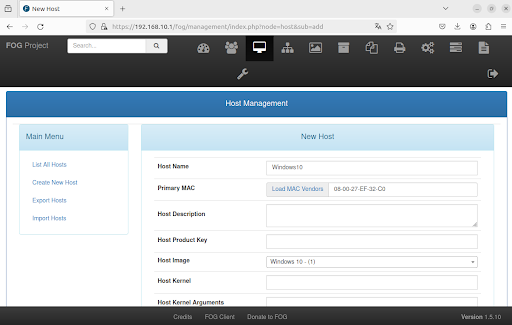 New Host
https://192.168.10.1/fog/management/index.php?node=host&sub=add
FOG Project
Search...
Host Management
Main Menu
List All Hosts
Create New Host
Export Hosts
Import Hosts
New Host
Host Name
Windows10
Primary MAC
Load MAC Vendors
08-00-27-EF-32-C0
Host Description
Host Product Key
Host Image
Windows 10 - (1)
Host Kernel
Host Kernel Arguments
Credits
FOG Client
Donate to FOG
Version 1.5.10